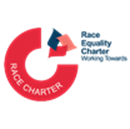 Race
Equality
Charter
Working Towards
RACE CHARTER